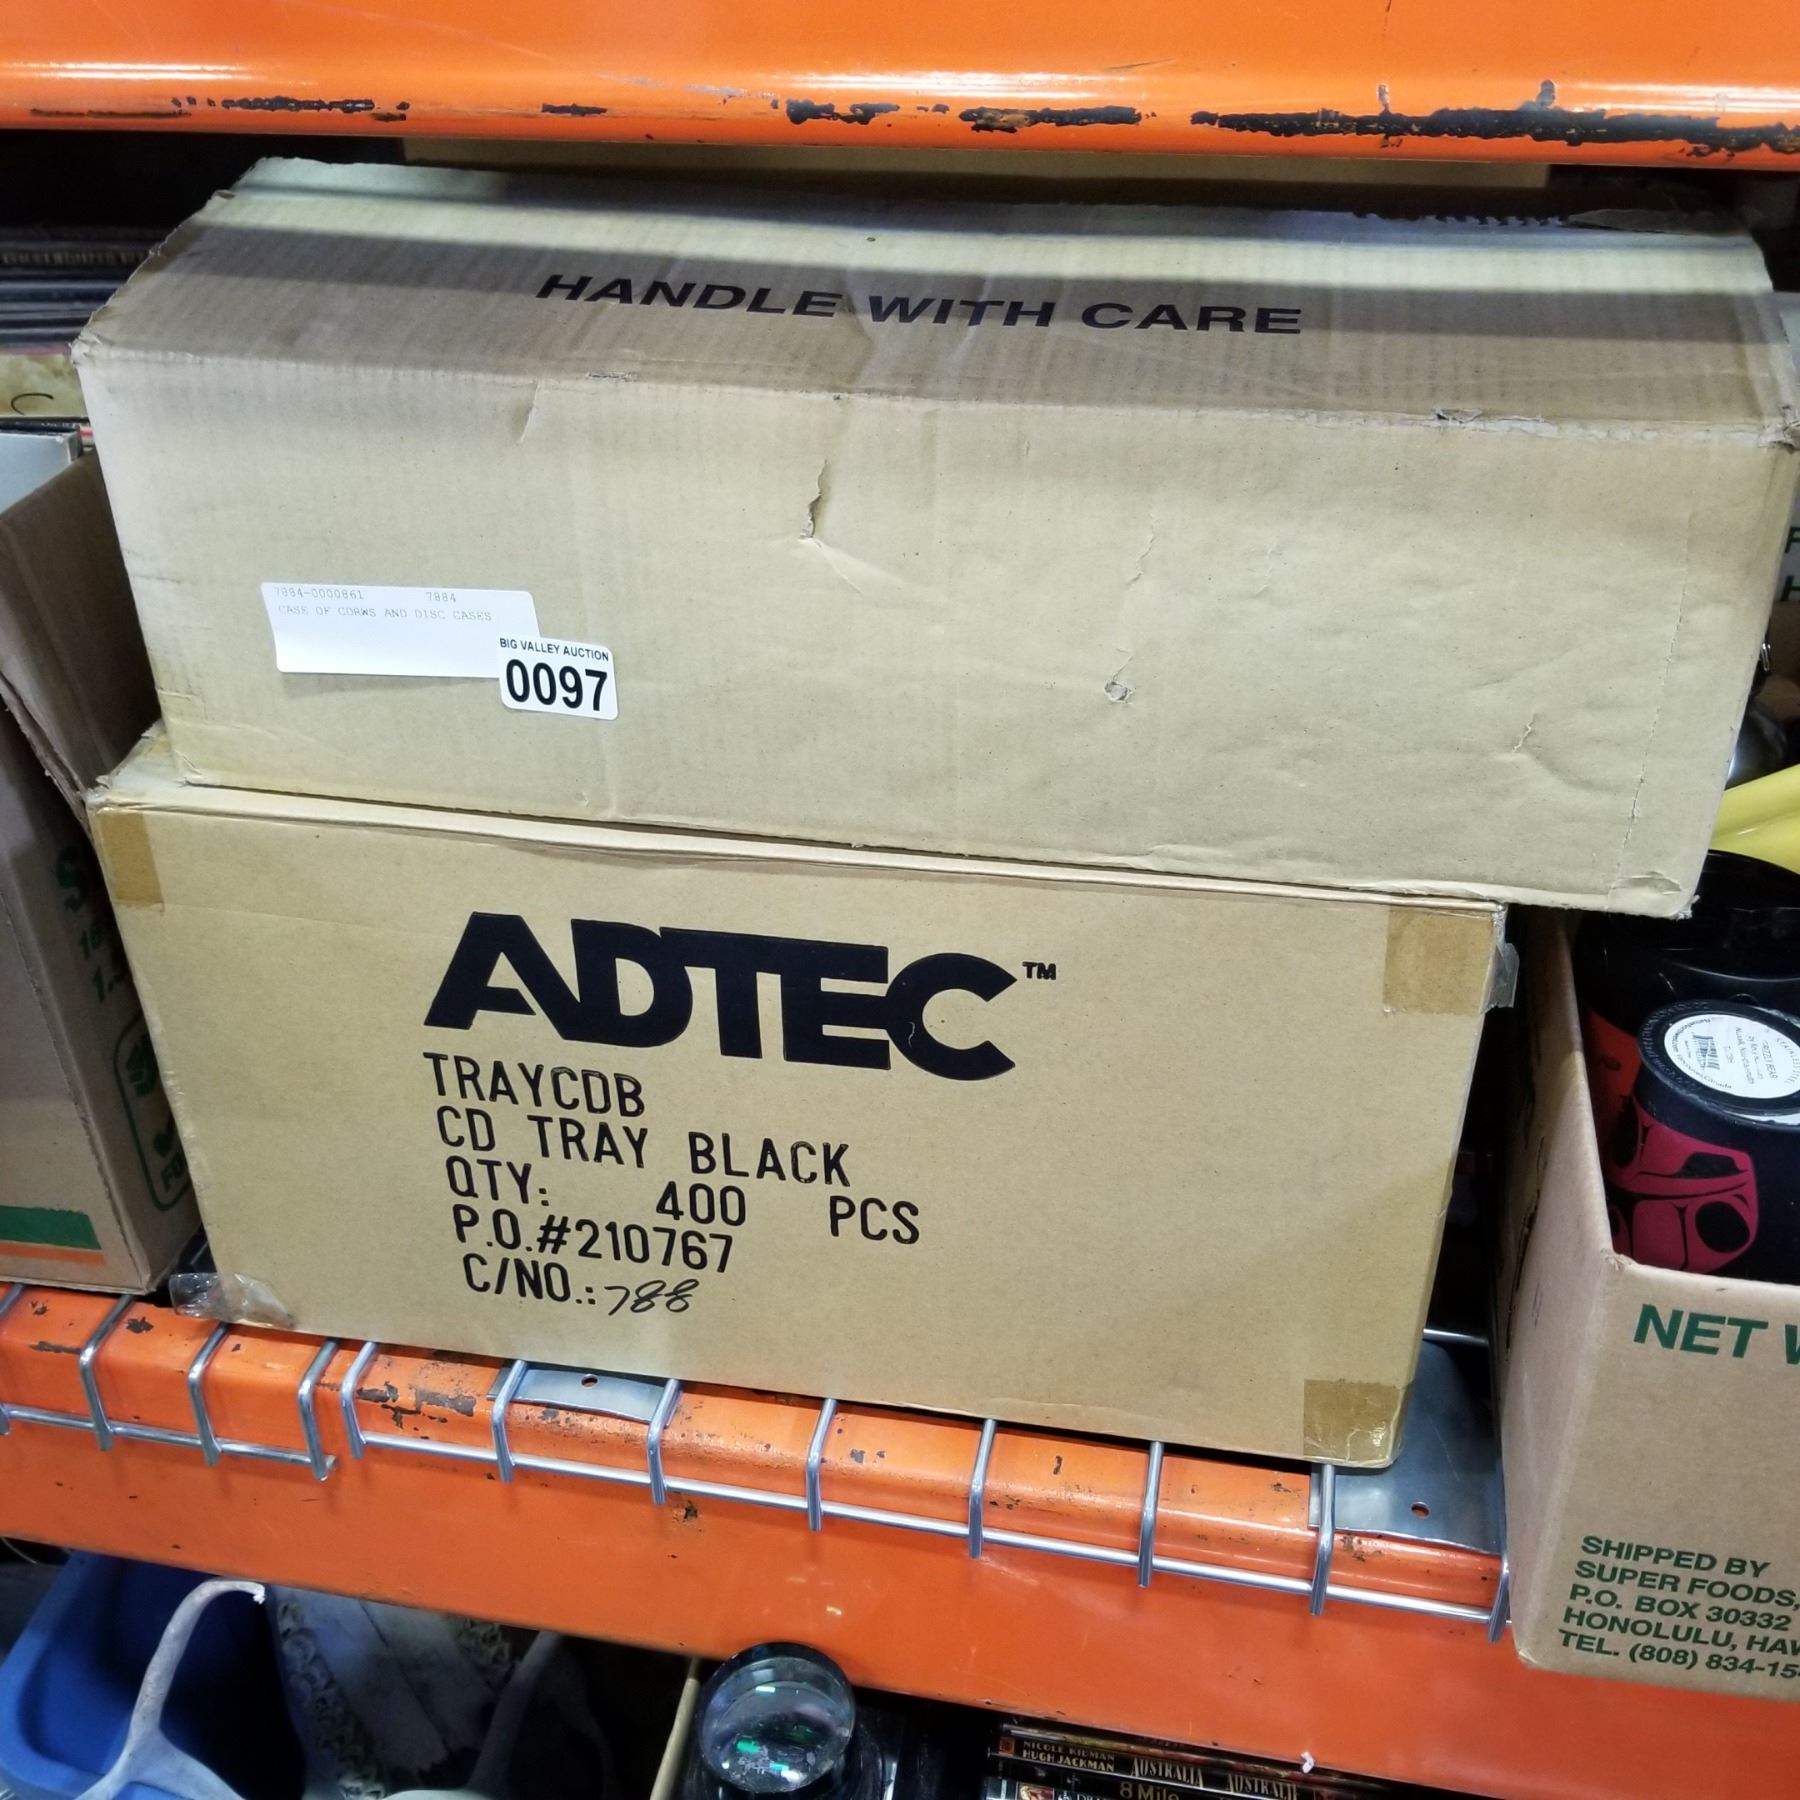 HANDLE WITH CARE
7884-0000861 7884
CASE OF CDRWS AND DISC CASES
BIG VALLEY AUCTION
0097
ADTEC™
TRAYCDB
CD TRAY BLACK
QTY: 400 PCS
P.O.#210767
C/NO.: 788
GRIZZLY BEAR
NET
SHIPPED BY
SUPER FOODS,
P.O. BOX 30332
HONOLULU,
TEL. (808) 834-15
NICOLE KIDMAN
HUGH JACKMAN
AUSTRALIA
8 Mile